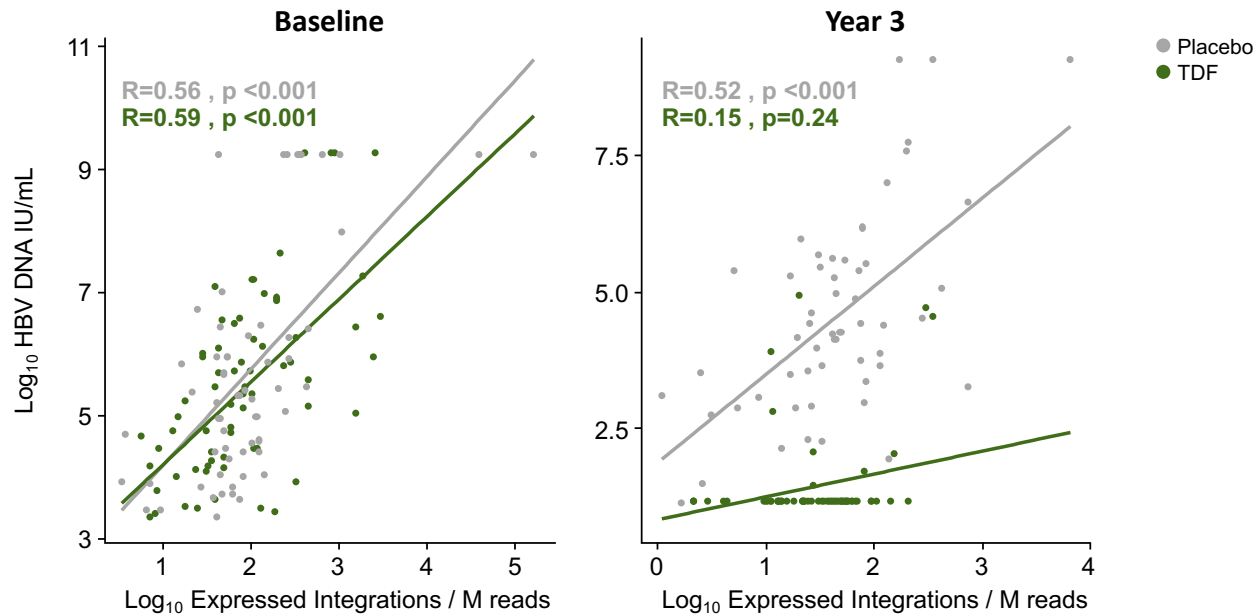 Baseline
Year 3
Placebo
TDF
R=0.56 , p <0.001
R=0.59 , p <0.001
R=0.52 , p <0.001
R=0.15 , p=0.24
Log₁₀ HBV DNA IU/mL
11
9
7
5
3
7.5
5.0
2.5
1 2 3 4 5
0 1 2 3 4
Log₁₀ Expressed Integrations / M reads
Log₁₀ Expressed Integrations / M reads